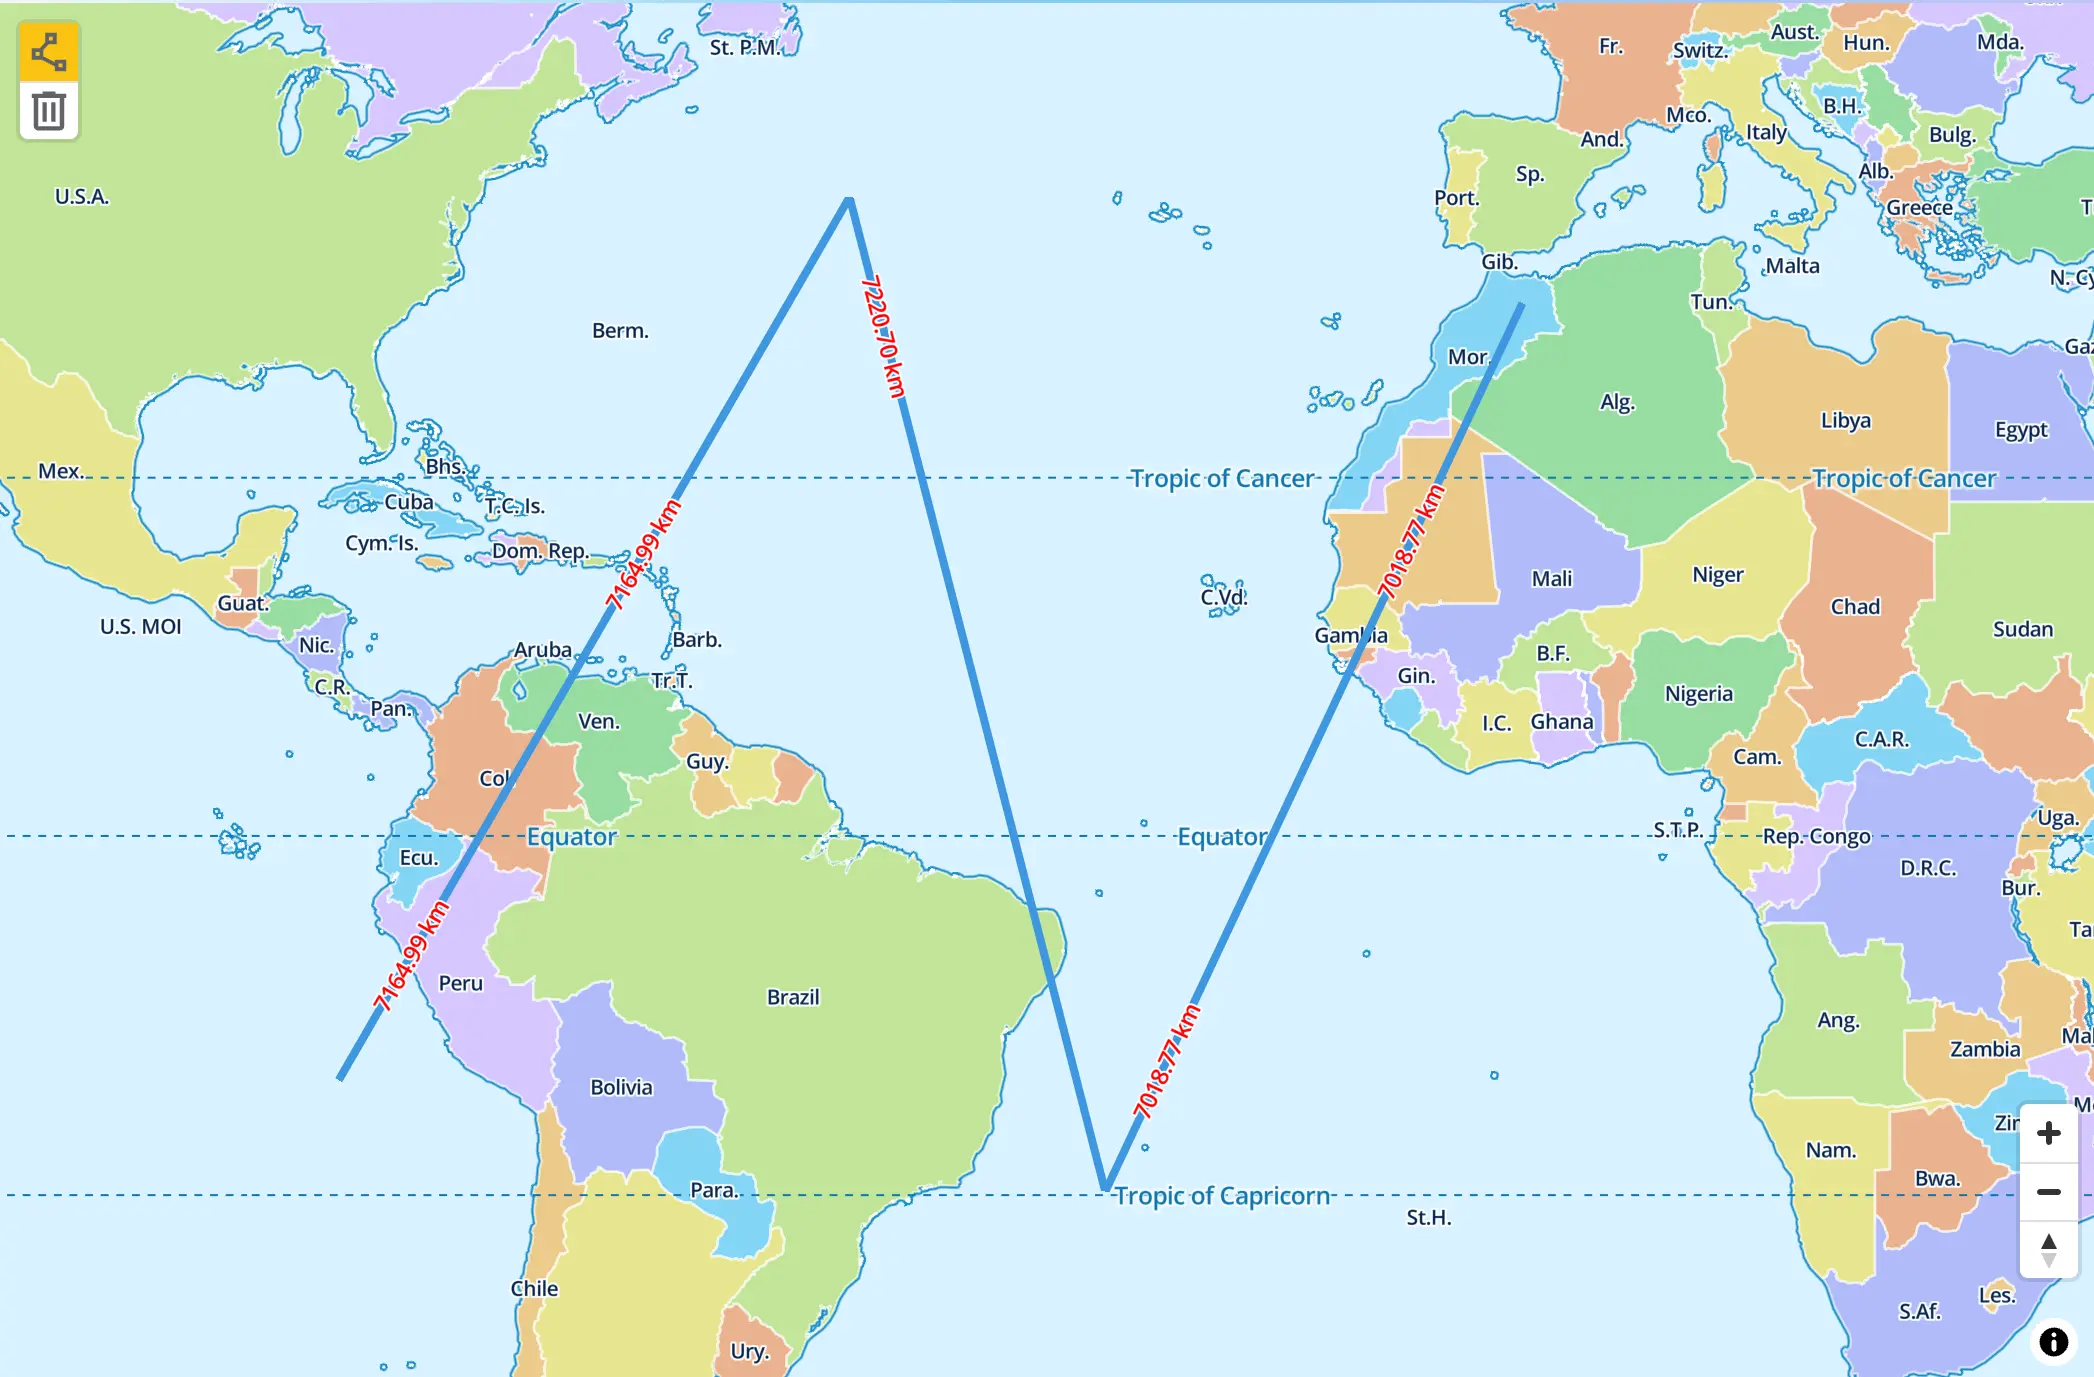 St. P.M.
Fr.
Switz.
Aust.
Hun.
Mda.
B.H.
Mco.
Italy
Bulg.
And.
Alb.
Sp.
Port.
Greece
U.S.A.
Gib.
Malta
Tun.
N. Cy
Berm.
Mor.
Gaz
7220.70 km
Alg.
Libya
Egypt
Mex.
Bhs.
Tropic of Cancer
Tropic of Cancer
Cuba
T.C. Is.
Cym. Is.
Dom. Rep.
7164.99 km
7018.77 km
Mali
Niger
C.Vd.
Chad
Guat.
U.S. MOI
Sudan
Gambia
Nic.
Aruba
Barb.
B.F.
Gin.
C.R.
Tr.T.
Nigeria
Pan.
Ven.
I.C.
Ghana
C.A.R.
Guy.
Cam.
Col.
Uga.
Equator
Equator
S.T.P.
Rep. Congo
Ecu.
D.R.C.
Bur.
Ta
7164.99 km
Peru
Brazil
Ang.
Mal
Zambia
7018.77 km
Bolivia
Zin
Nam.
Bwa.
Para.
Tropic of Capricorn
St.H.
Chile
Les.
S.Af.
Ury.